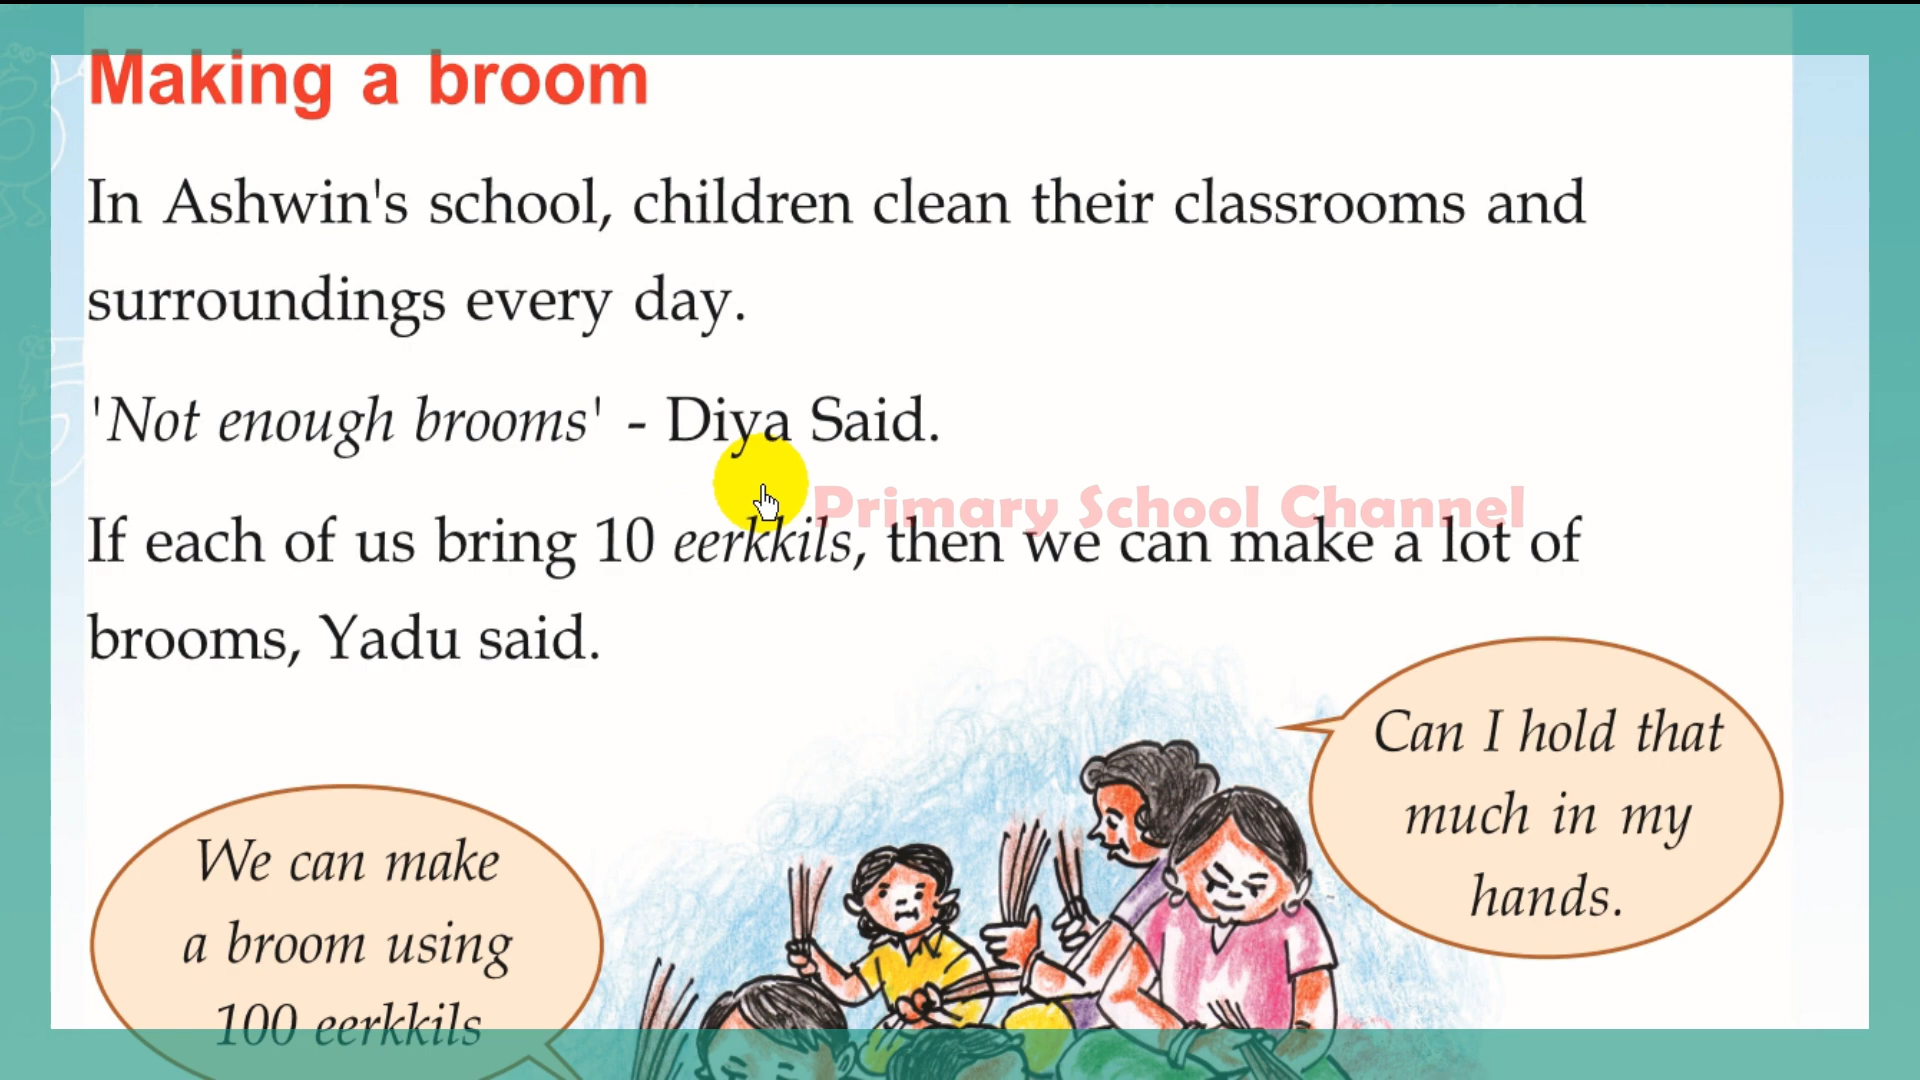 Making a broom
In Ashwin's school, children clean their classrooms and
surroundings every day.
'Not enough brooms' - Diya Said.
Primary School Channel
If each of us bring 10 eerkkils, then we can make a lot of
brooms, Yadu said.
Can I hold that
much in my
hands.
We can make
a broom using
100 eerkkils